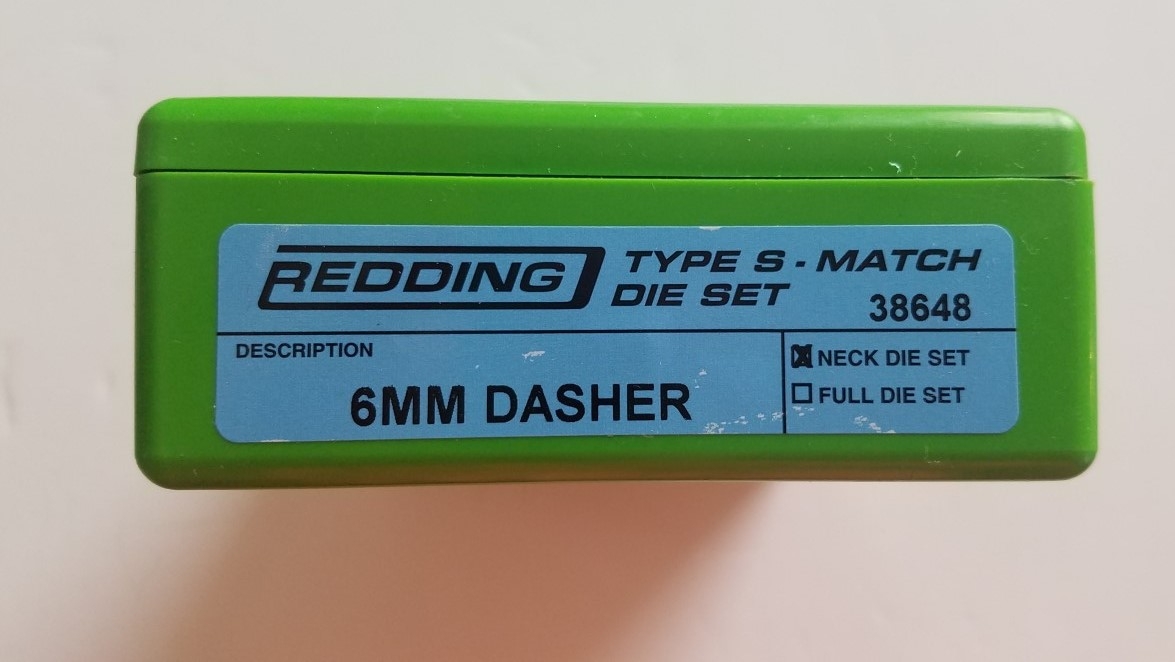 REDDING TYPE S - MATCH
DIE SET
38648
DESCRIPTION
6MM DASHER
☒ NECK DIE SET
☐ FULL DIE SET